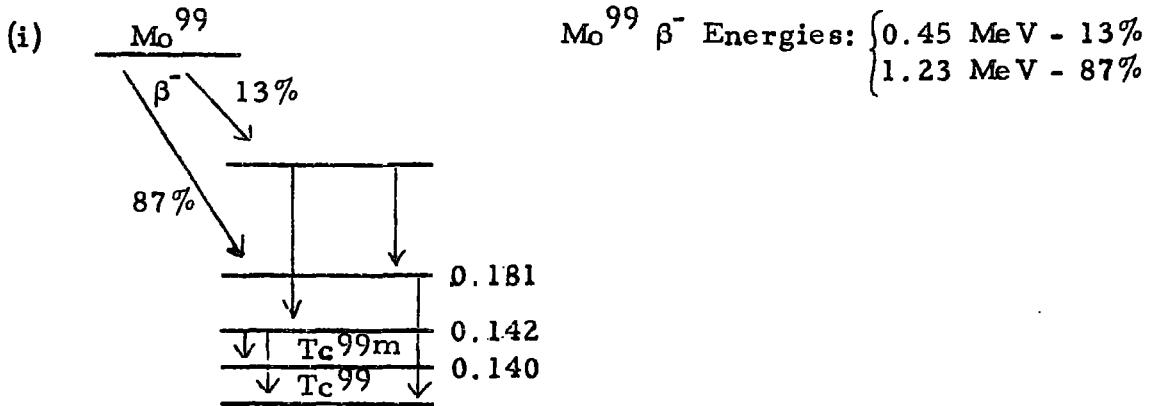 (i) Mo⁹⁹ Mo⁹⁹ β⁻ Energies: {0.45 MeV - 13%
1.23 MeV - 87%
β⁻ 13%
87%
0.181
0.142
Tc99m
0.140
Tc⁹⁹